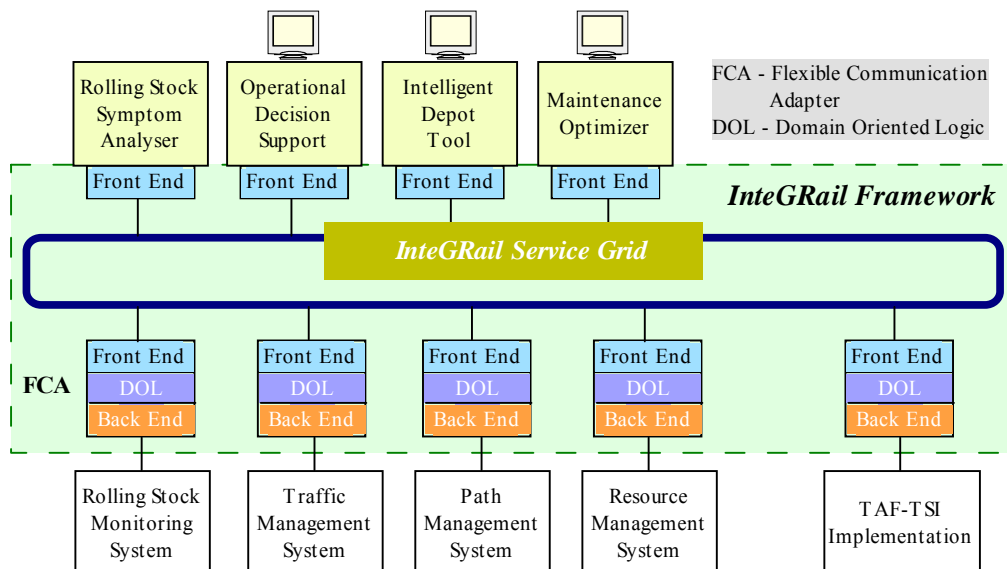 Rolling Stock
Symptom
Analyser
Operational
Decision
Support
Intelligent
Depot
Tool
Maintenance
Optimizer
FCA - Flexible Communication
Adapter
DOL - Domain Oriented Logic
Front End
Front End
Front End
Front End
InteGRail Framework
InteGRail Service Grid
FCA
Front End
DOL
Back End
Front End
DOL
Back End
Front End
DOL
Back End
Front End
DOL
Back End
Front End
DOL
Back End
Rolling Stock
Monitoring
System
Traffic
Management
System
Path
Management
System
Resource
Management
System
TAF-TSI
Implementation